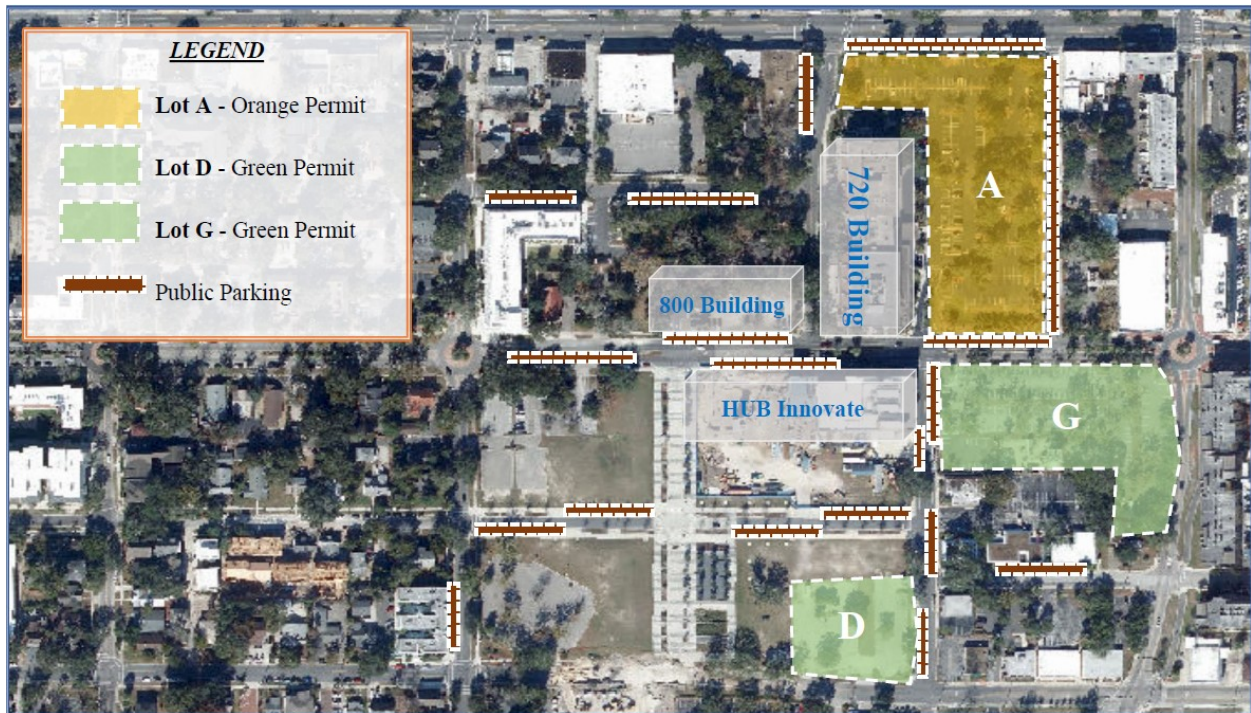 LEGEND
Lot A - Orange Permit
Lot D - Green Permit
Lot G - Green Permit
Public Parking
A
720 Building
800 Building
HUB Innovate
G
D